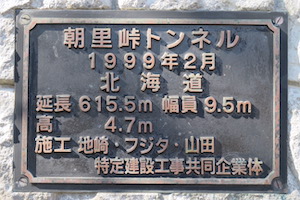 朝里峠トンネル
1999年2月
北海道
延長 615.5m 幅員 9.5m
高 4.7m
施工 地崎・フジタ・山田
特定建設工事共同企業体